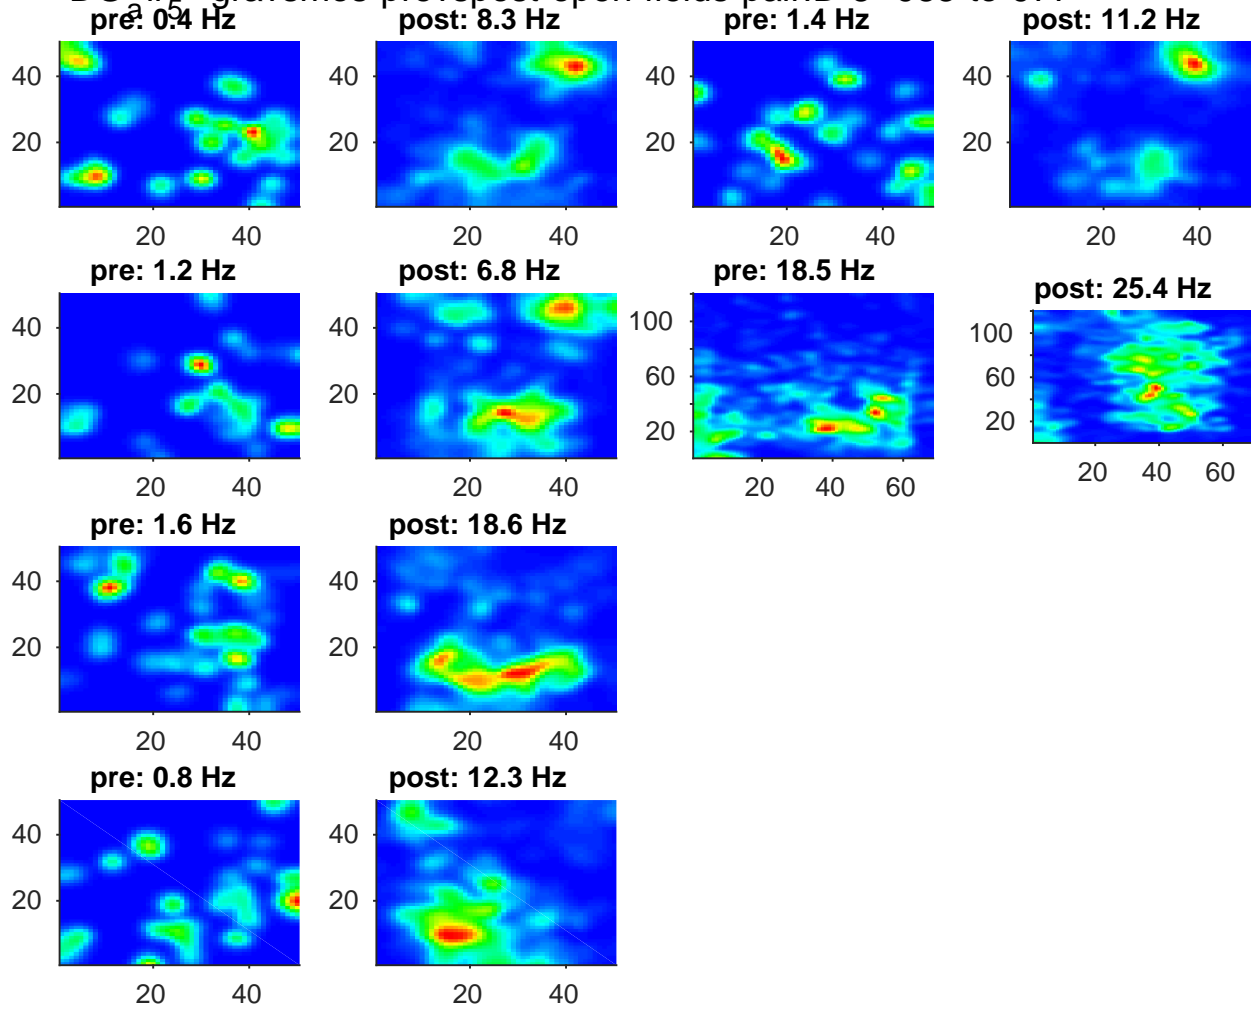 pre: 0.4 Hz post: 8.3 Hz pre: 1.4 Hz post: 11.2 Hz
40 40 40 40
20 20 20 20
20 40 20 40 20 40 20 40
pre: 1.2 Hz post: 6.8 Hz pre: 18.5 Hz post: 25.4 Hz
40 40 100 100
60 60
20 20 20 20
20 40 20 40 20 40 60 20 40 60
pre: 1.6 Hz post: 18.6 Hz
40 40
20 20
20 40 20 40
pre: 0.8 Hz post: 12.3 Hz
40 40
20 20
20 40 20 40